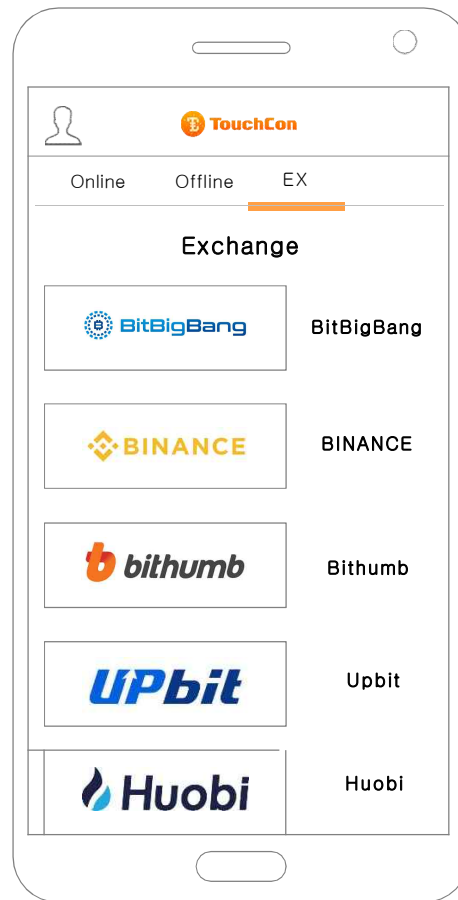 TouchCon
Online Offline EX
Exchange
BitBigBang BitBigBang
BINANCE BINANCE
bithumb Bithumb
UPbit Upbit
Huobi Huobi